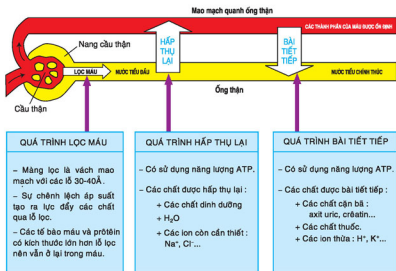 Mao mạch quanh ống thận
CÁC THÀNH PHẦN CỦA MÁU ĐƯỢC ỔN ĐỊNH
Nang cầu thận
HẤP
THỤ
LẠI
BÀI
TIẾT
TIẾP
LỌC MÁU
NƯỚC TIỂU ĐẦU
NƯỚC TIỂU CHÍNH THỨC
Cầu thận
Ống thận
QUÁ TRÌNH LỌC MÁU
– Màng lọc là vách mao
mạch với các lỗ 30-40Å.
– Sự chênh lệch áp suất
tạo ra lực đẩy các chất
qua lỗ lọc.
– Các tế bào máu và prôtêin
có kích thước lớn hơn lỗ lọc
nên vẫn ở lại trong máu.
QUÁ TRÌNH HẤP THỤ LẠI
– Có sử dụng năng lượng ATP.
– Các chất được hấp thụ lại :
+ Các chất dinh dưỡng
+ H₂O
+ Các ion còn cần thiết :
Na⁺, Cl⁻...
QUÁ TRÌNH BÀI TIẾT TIẾP
– Có sử dụng năng lượng ATP.
– Các chất được bài tiết tiếp :
+ Các chất cặn bã :
axit uric, crêatin...
+ Các chất thuốc.
+ Các ion thừa : H⁺, K⁺...